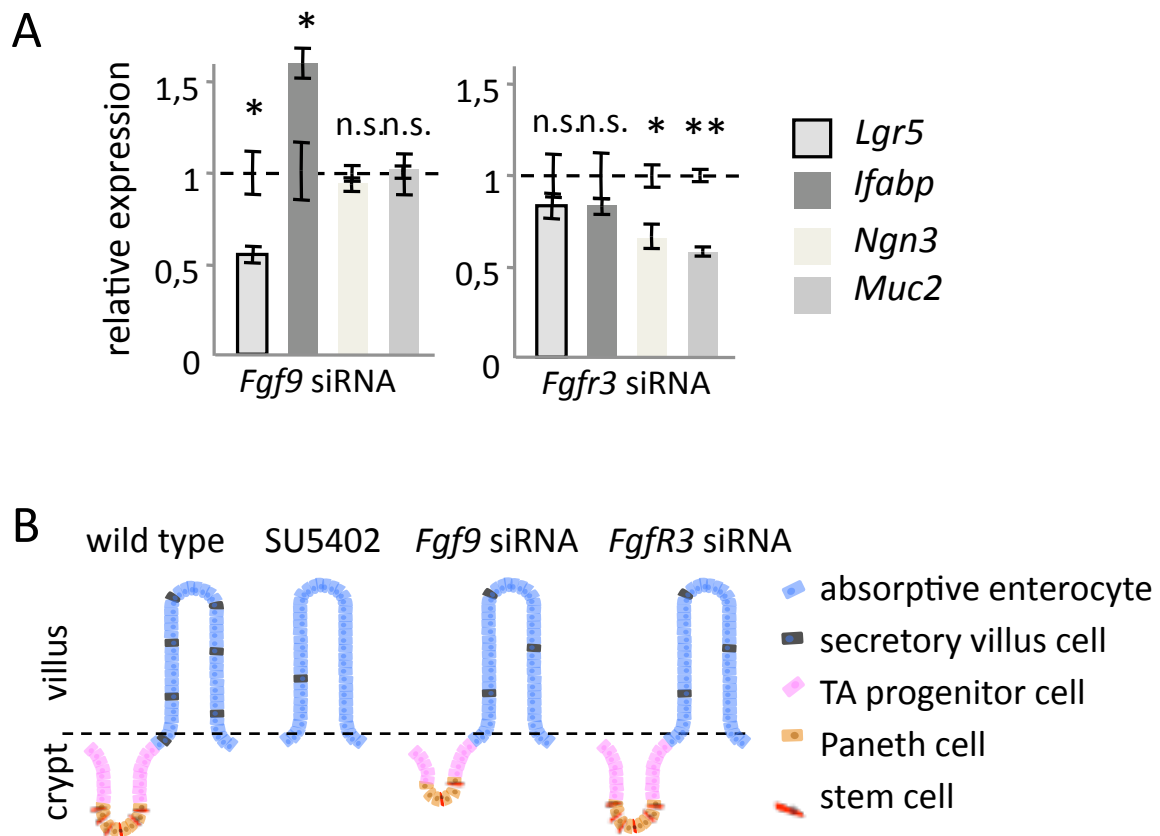 A
relative expression
1,5
1
0,5
0
*
*
n.s.
n.s.
Fgf9 siRNA
1,5
1
0,5
0
n.s.
n.s.
*
**
Fgfr3 siRNA
Lgr5
Ifabp
Ngn3
Muc2
B
wild type
SU5402
Fgf9 siRNA
FgfR3 siRNA
villus
crypt
absorptive enterocyte
secretory villus cell
TA progenitor cell
Paneth cell
stem cell